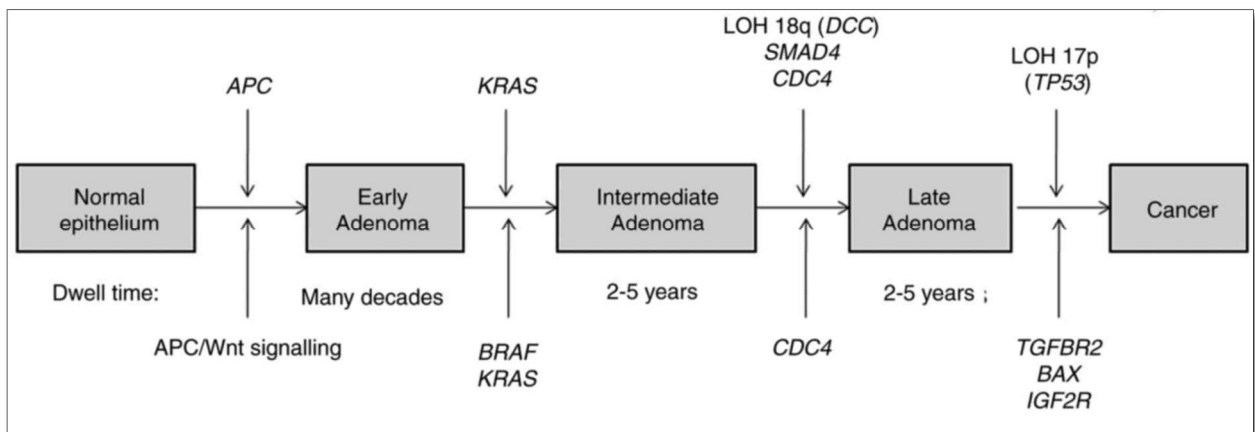 LOH 18q (DCC)
SMAD4
CDC4
LOH 17p
(TP53)
APC
KRAS
Normal
epithelium
Early
Adenoma
Intermediate
Adenoma
Late
Adenoma
Cancer
Dwell time:
Many decades
2-5 years
2-5 years ;
APC/Wnt signalling
BRAF
KRAS
CDC4
TGFBR2
BAX
IGF2R